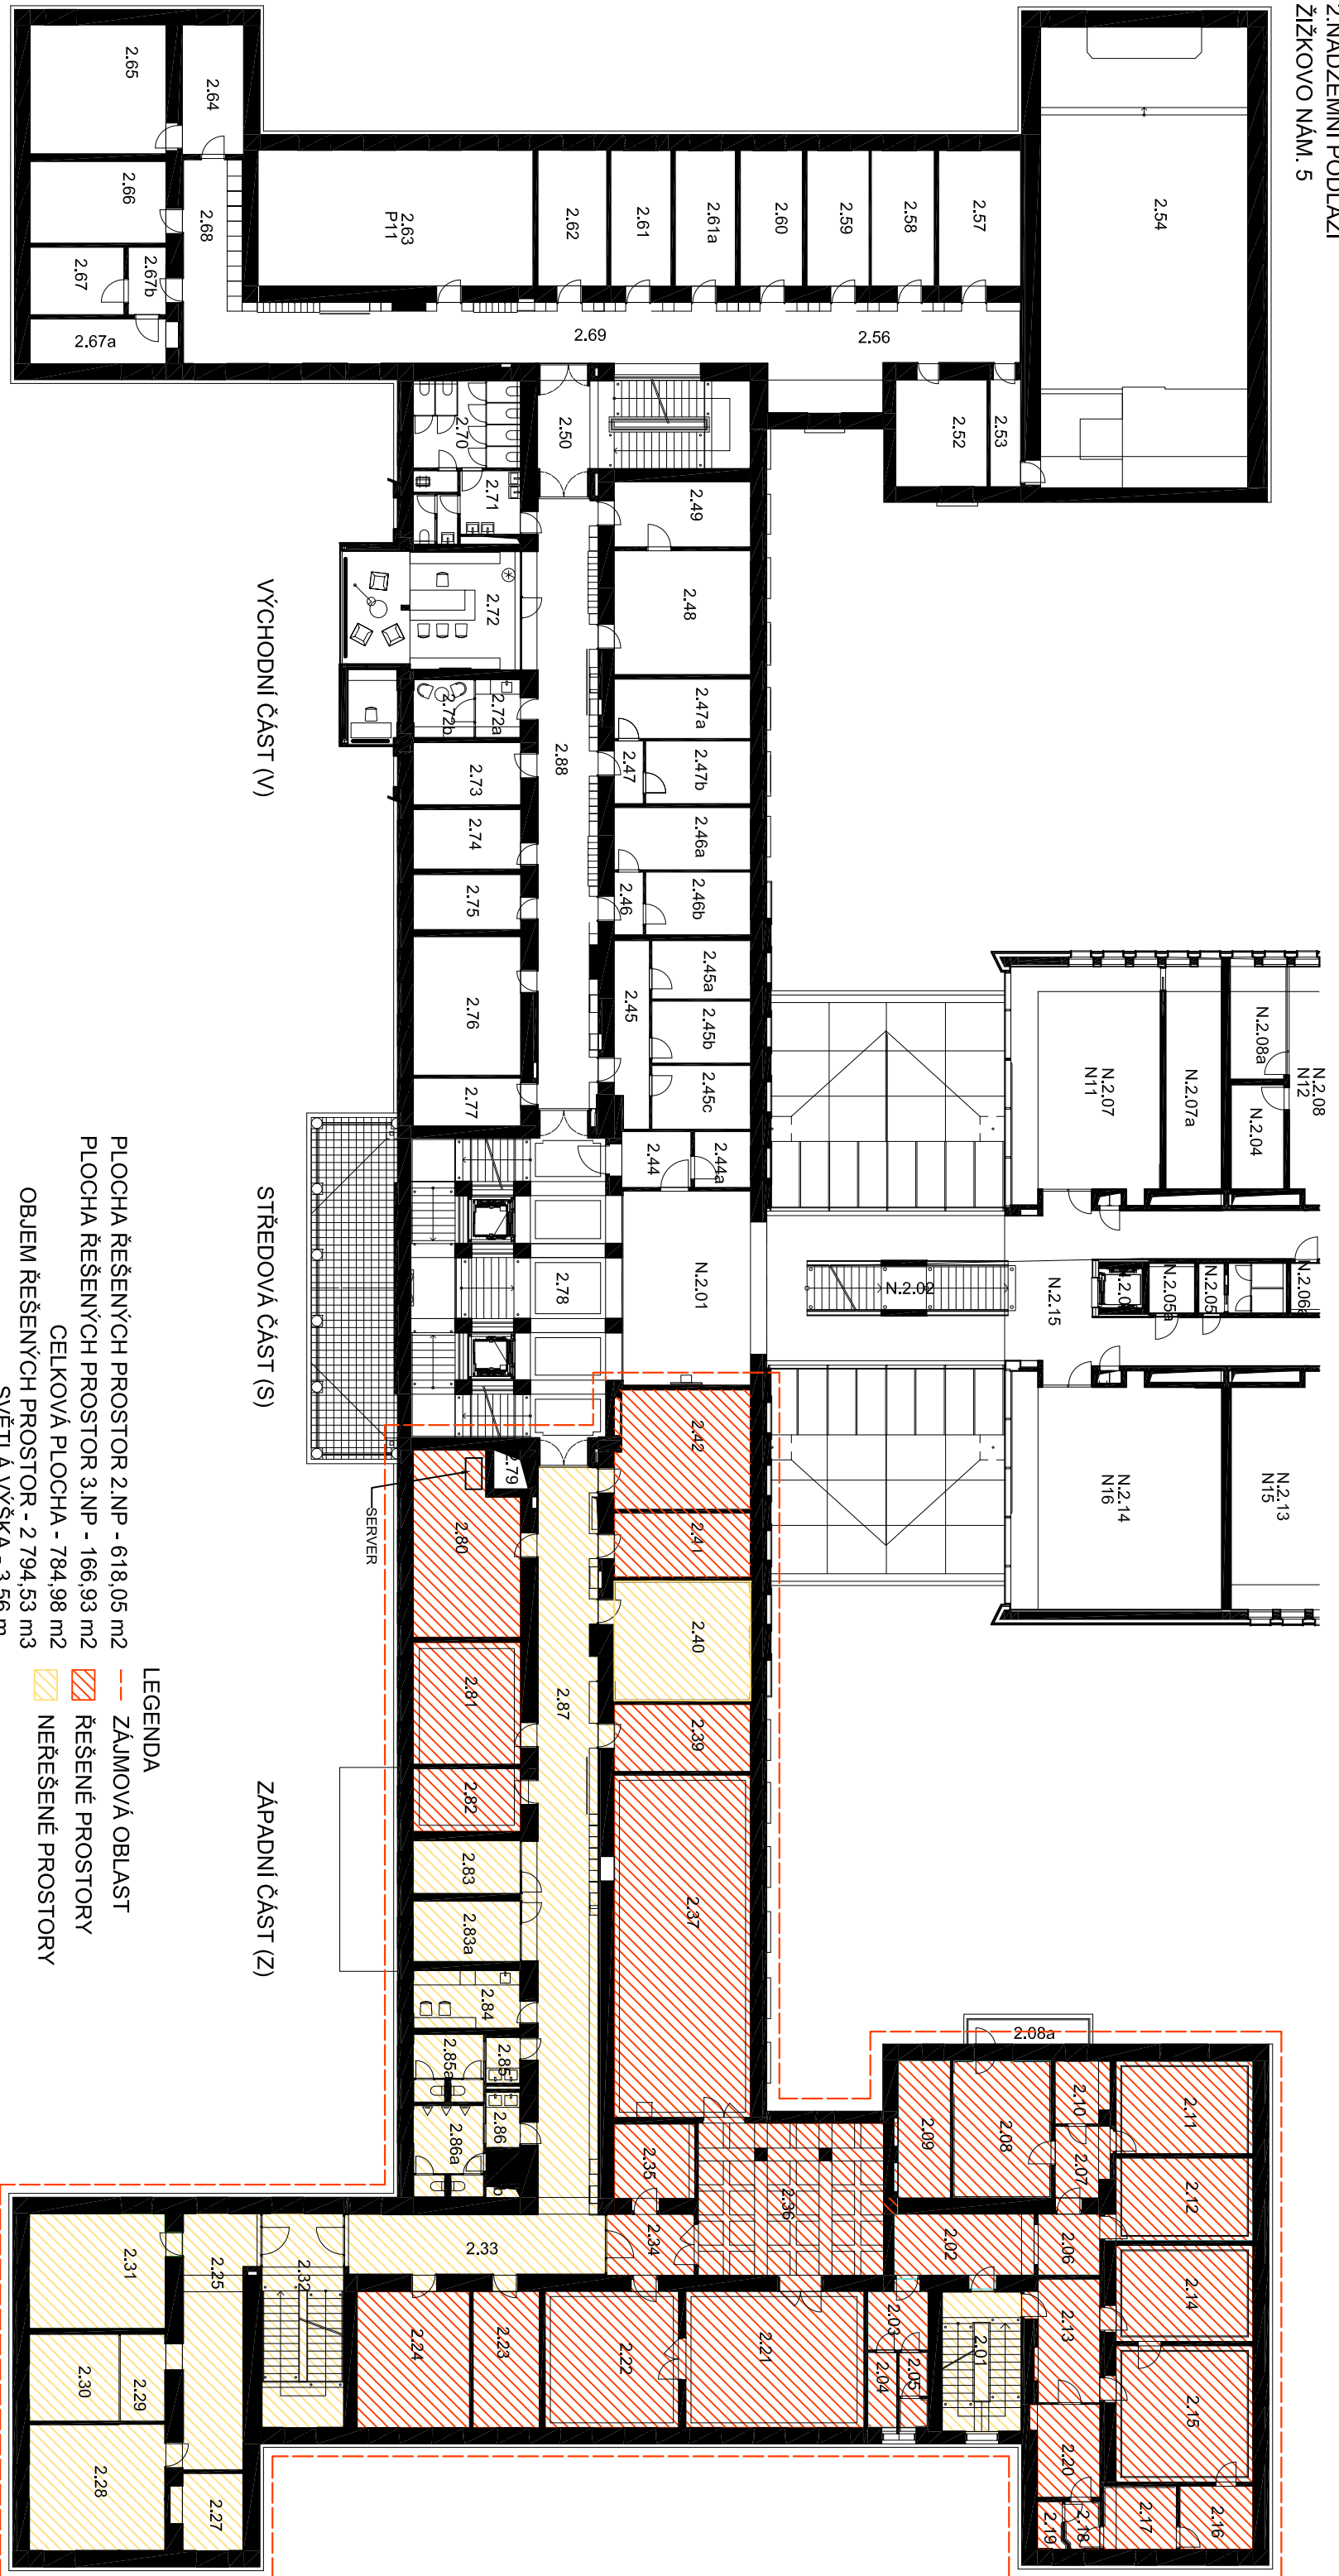 2.NADZEMNÍ PODLAŽÍ
ŽIŽKOVO NÁM. 5
2.54
2.57
2.58
2.59
2.60
2.61a
2.61
2.62
2.63
P11
2.64
2.65
2.66
2.68
2.67
2.67b
2.67a
2.69
2.56
2.52
2.53
2.50
2.70
2.71
2.49
2.48
2.47a
2.47
2.47b
2.46a
2.46
2.46b
2.45a
2.45
2.45b
2.45c
2.44
2.44a
2.72
2.72a
2.72b
2.88
2.73
2.74
2.75
2.76
2.77
2.78
N.2.01
N.2.02
N.2.15
N.2.07
N11
N.2.07a
N.2.08a
N.2.08
N12
N.2.04
N.2.05a
N.2.05
N.2.14
N16
N.2.13
N15
VÝCHODNÍ ČÁST (V)
STŘEDOVÁ ČÁST (S)
ZÁPADNÍ ČÁST (Z)
2.42
2.41
2.40
2.39
2.37
2.79
2.80
SERVER
2.81
2.82
2.87
2.83
2.83a
2.84
2.85
2.85a
2.86
2.86a
2.35
2.34
2.36
2.33
2.32
2.31
2.25
2.30
2.29
2.28
2.27
2.24
2.23
2.22
2.21
2.08a
2.09
2.08
2.10
2.07
2.11
2.12
2.02
2.06
2.14
2.13
2.03
2.05
2.04
2.01
2.15
2.20
2.16
2.17
2.18
2.19
PLOCHA ŘEŠENÝCH PROSTOR 2.NP - 618,05 m2
PLOCHA ŘEŠENÝCH PROSTOR 3.NP - 166,93 m2
CELKOVÁ PLOCHA - 784,98 m2
OBJEM ŘEŠENÝCH PROSTOR - 2 794,53 m3
SVĚTLÁ VÝŠKA - 3,56 m
LEGENDA
ZÁJMOVÁ OBLAST
ŘEŠENÉ PROSTORY
NEŘEŠENÉ PROSTORY